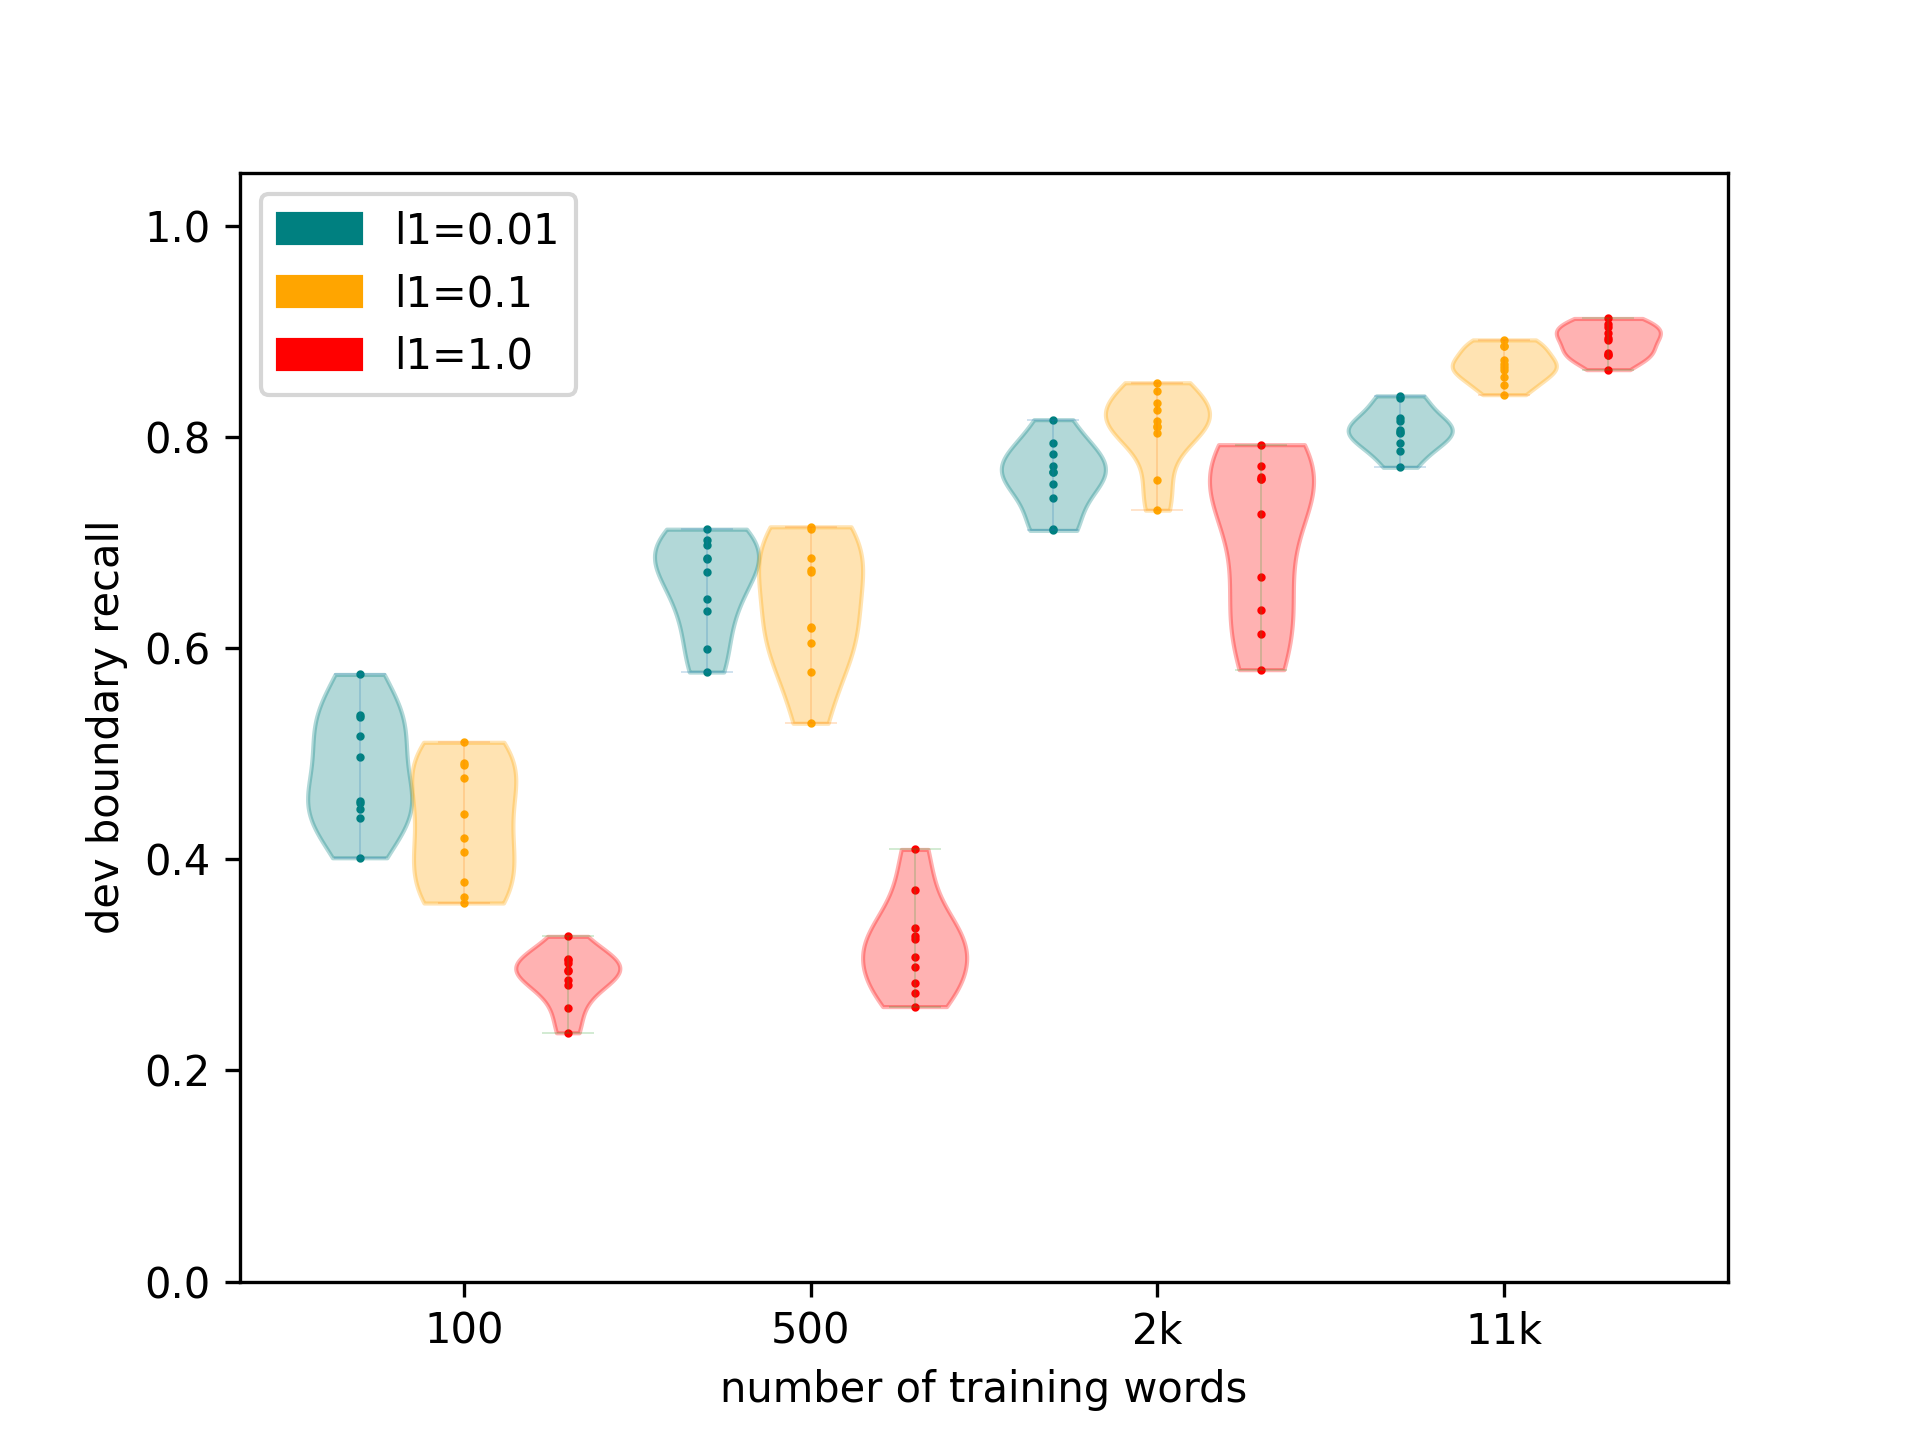 l1=0.01
l1=0.1
l1=1.0
1.0
0.8
0.6
0.4
0.2
0.0
dev boundary recall
100 500 2k 11k
number of training words